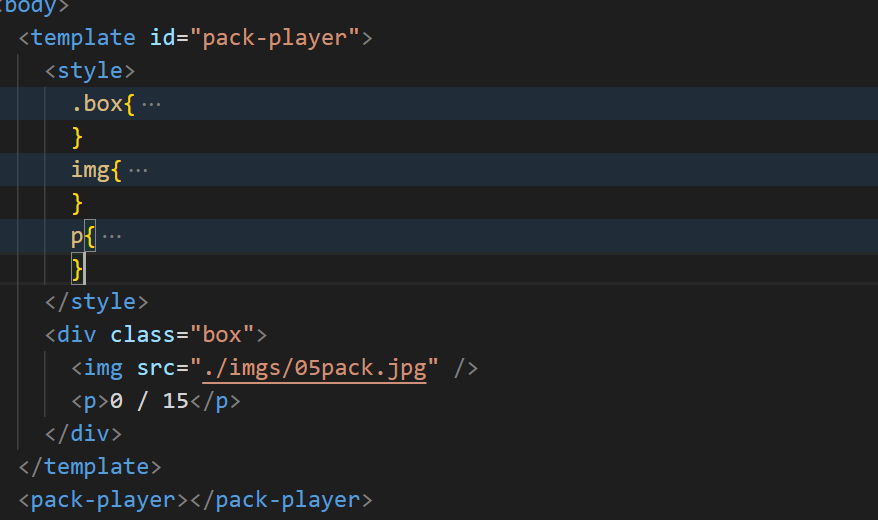 <body>
<template id="pack-player">
<style>
.box{ ⋯
}
img{ ⋯
}
p{ ⋯
}
</style>
<div class="box">
<img src="./imgs/05pack.jpg" />
<p>0 / 15</p>
</div>
</template>
<pack-player></pack-player>